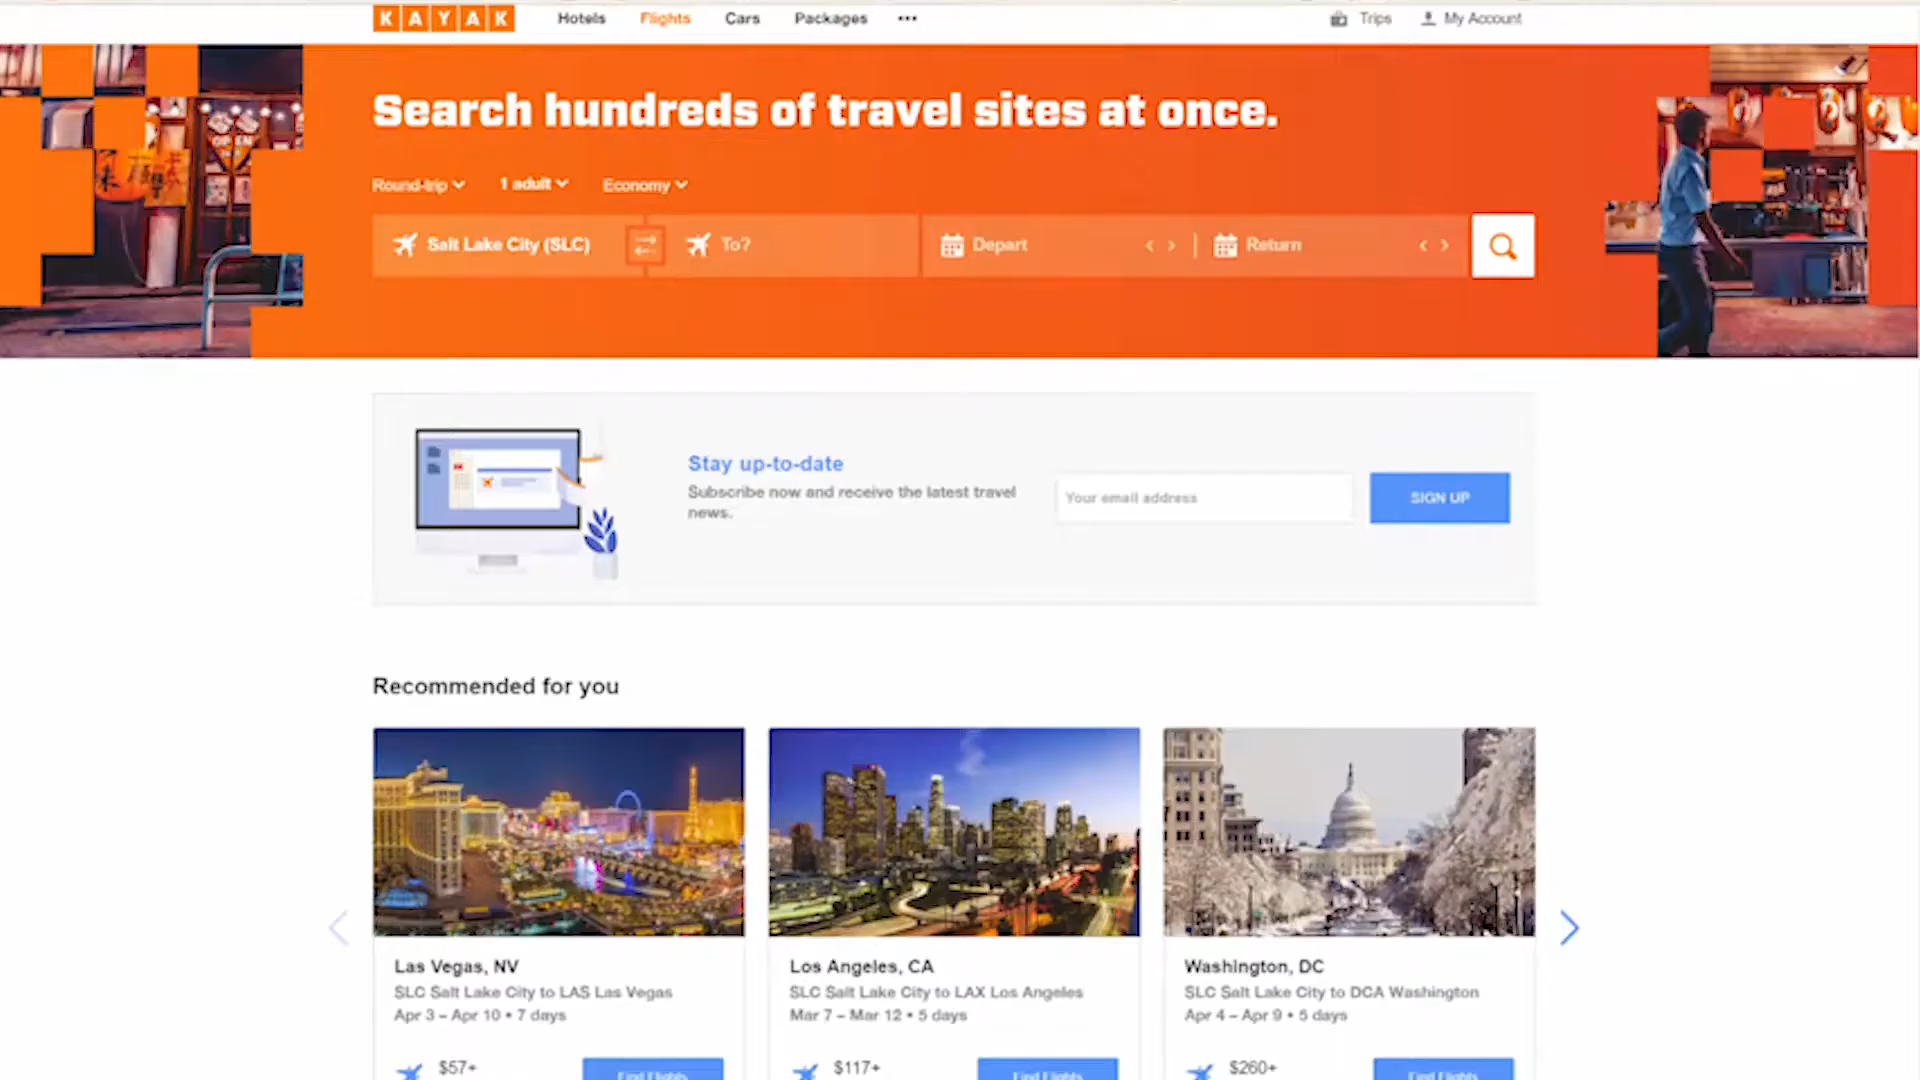 KAYAK Hotels Flights Cars Packages ••• Trips My Account
Search hundreds of travel sites at once.
Round-trip 1 adult Economy
Salt Lake City (SLC) To? Depart Return
OPEN
Stay up-to-date
Subscribe now and receive the latest travel
news.
Your email address
SIGN UP
Recommended for you
Las Vegas, NV
SLC Salt Lake City to LAS Las Vegas
Apr 3 – Apr 10 • 7 days
$57+
Find Flights
Los Angeles, CA
SLC Salt Lake City to LAX Los Angeles
Mar 7 – Mar 12 • 5 days
$117+
Find Flights
Washington, DC
SLC Salt Lake City to DCA Washington
Apr 4 – Apr 9 • 5 days
$260+
Find Flights